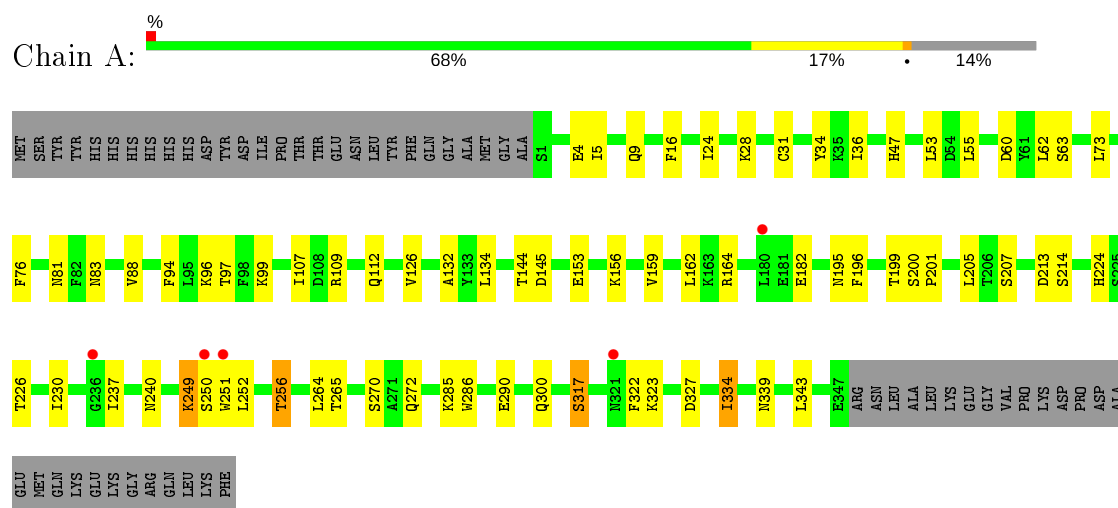 %
Chain A:
68% 17% • 14%
MET SER TYR TYR HIS HIS HIS HIS HIS HIS ASP TYR ASP ILE PRO THR THR GLU ASN LEU TYR PHE GLN GLY ALA MET GLY ALA S1 E4 I5 Q9 F16 I24 K28 C31 Y34 K35 I36 H47 L53 D54 L55 D60 Y61 L62 S63 L73
F76 N81 F82 N83 V88 F94 L95 K96 T97 F98 K99 I107 D108 R109 Q112 V126 A132 Y133 L134 T144 D145 E153 K156 V159 L162 K163 R164 L180 E181 E182 N195 F196 T199 S200 P201 L205 T206 S207 D213 S214 H224 S225
T226 I230 G236 I237 N240 K249 S250 W251 L252 T256 L264 T265 S270 A271 Q272 K285 W286 E290 Q300 S317 N321 F322 K323 D327 I334 N339 L343 E347 ARG ASN LEU ALA LEU LYS GLU GLY VAL PRO LYS ASP PRO ASP ALA
GLU MET GLN LYS GLU LYS GLY ARG GLN LEU LYS PHE